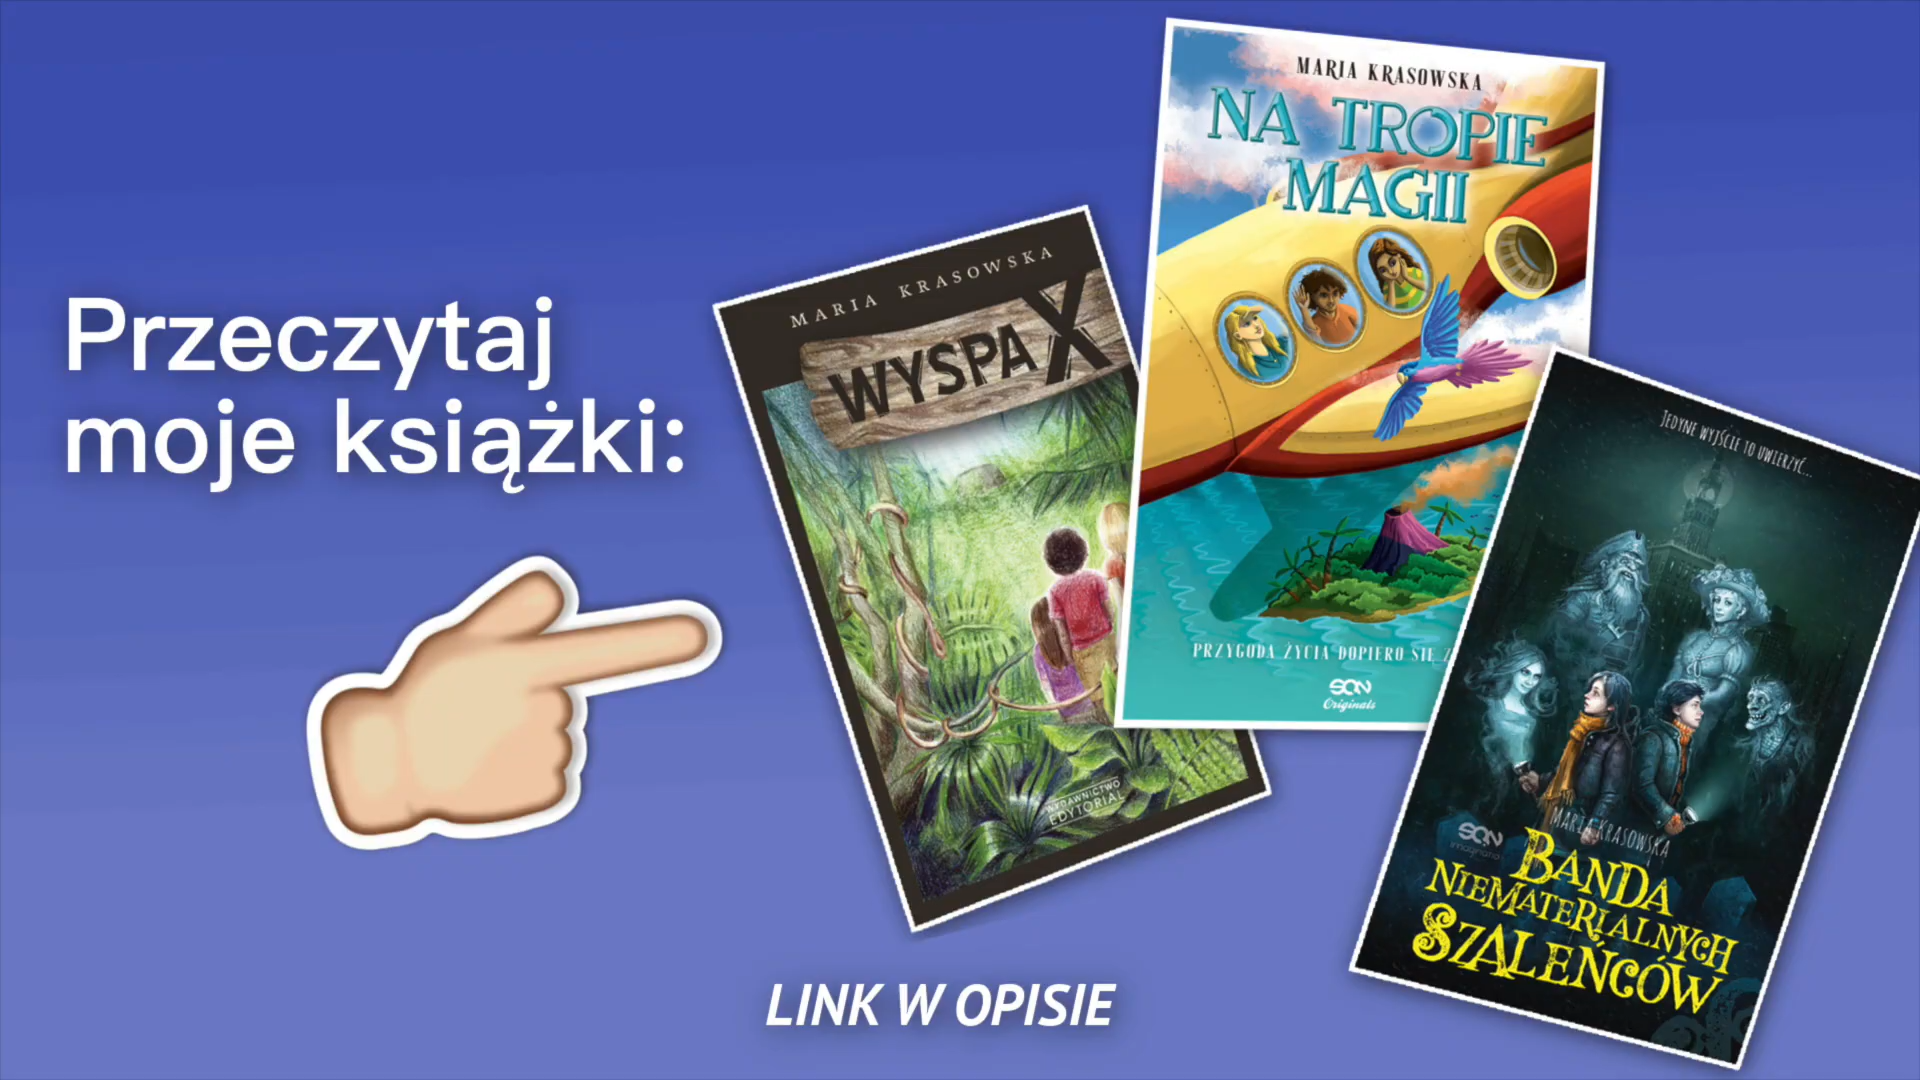 Przeczytaj
moje książki:
MARIA KRASOWSKA
WYSPA X
WYDAWNICTWO
EDYTORIAL
MARIA KRASOWSKA
NA TROPIE
MAGII
PRZYGODA ŻYCIA DOPIERO SIĘ
SQN
Originals
JEDYNE WYJŚCIE TO UWIERZYĆ...
SQN
Imaginatio
MARIA KRASOWSKA
BANDA
NIEMATERIALNYCH
SZALEŃCÓW
LINK W OPISIE